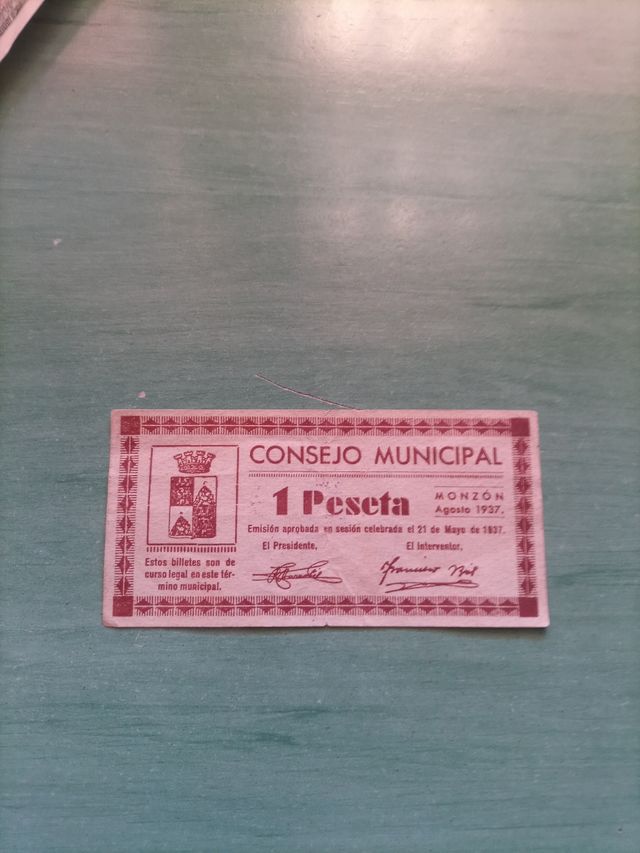 CONSEJO MUNICIPAL
1 Peseta
MONZÓN
Agosto 1937.
Emisión aprobada en sesión celebrada el 21 de Mayo de 1937.
El Presidente,
El Interventor,
Estos billetes son de
curso legal en este tér-
mino municipal.